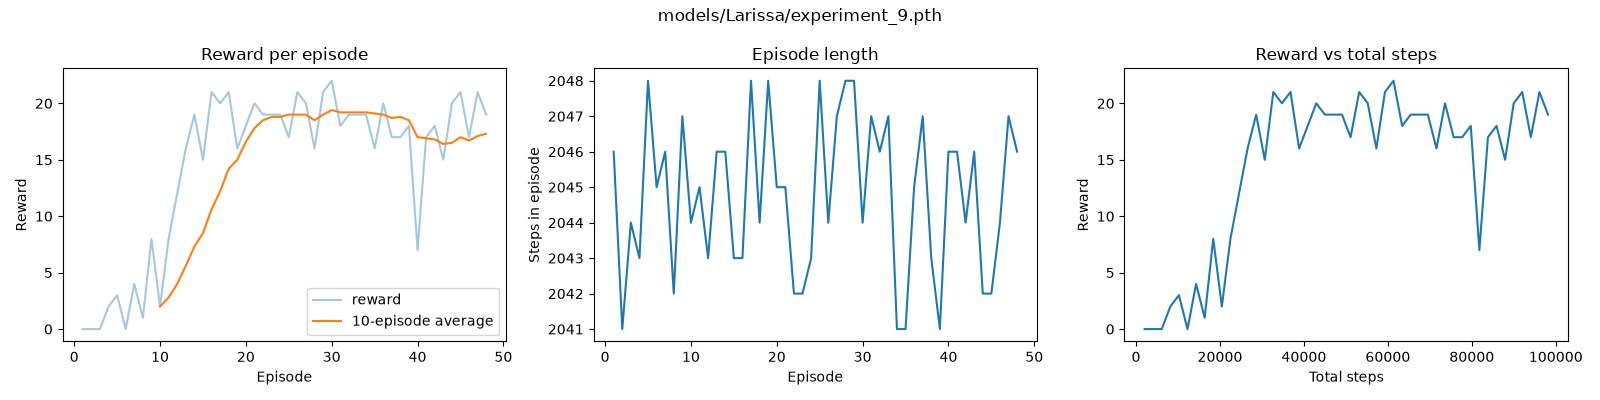 models/Larissa/experiment_9.pth
Reward per episode
Reward
20
15
10
5
0
0 10 20 30 40 50
Episode
reward
10-episode average
Episode length
Steps in episode
2048
2047
2046
2045
2044
2043
2042
2041
0 10 20 30 40 50
Episode
Reward vs total steps
Reward
20
15
10
5
0
0 20000 40000 60000 80000 100000
Total steps